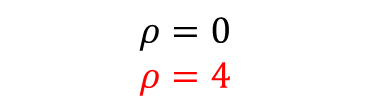 ρ = 0
ρ = 4